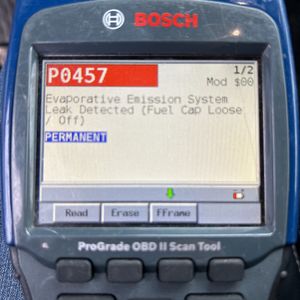 BOSCH
P0457
1/2
Mod $00
Evaporative Emission System
Leak Detected (Fuel Cap Loose
/ Off)
PERMANENT
Read Erase FFrame
ProGrade OBD II Scan Tool